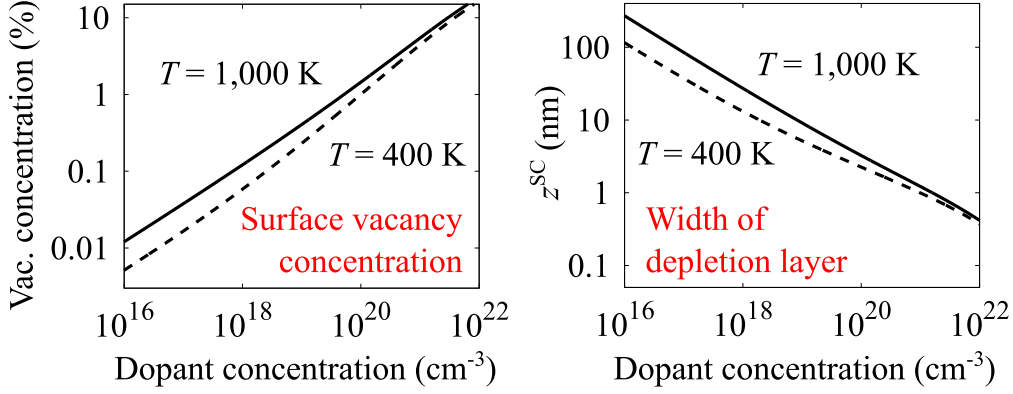 Vac. concentration (%)
10
1
0.1
0.01
T = 1,000 K
T = 400 K
Surface vacancy
concentration
10^16
10^18
10^20
10^22
Dopant concentration (cm^-3)
z^SC (nm)
100
10
1
0.1
T = 1,000 K
T = 400 K
Width of
depletion layer
10^16
10^18
10^20
10^22
Dopant concentration (cm^-3)